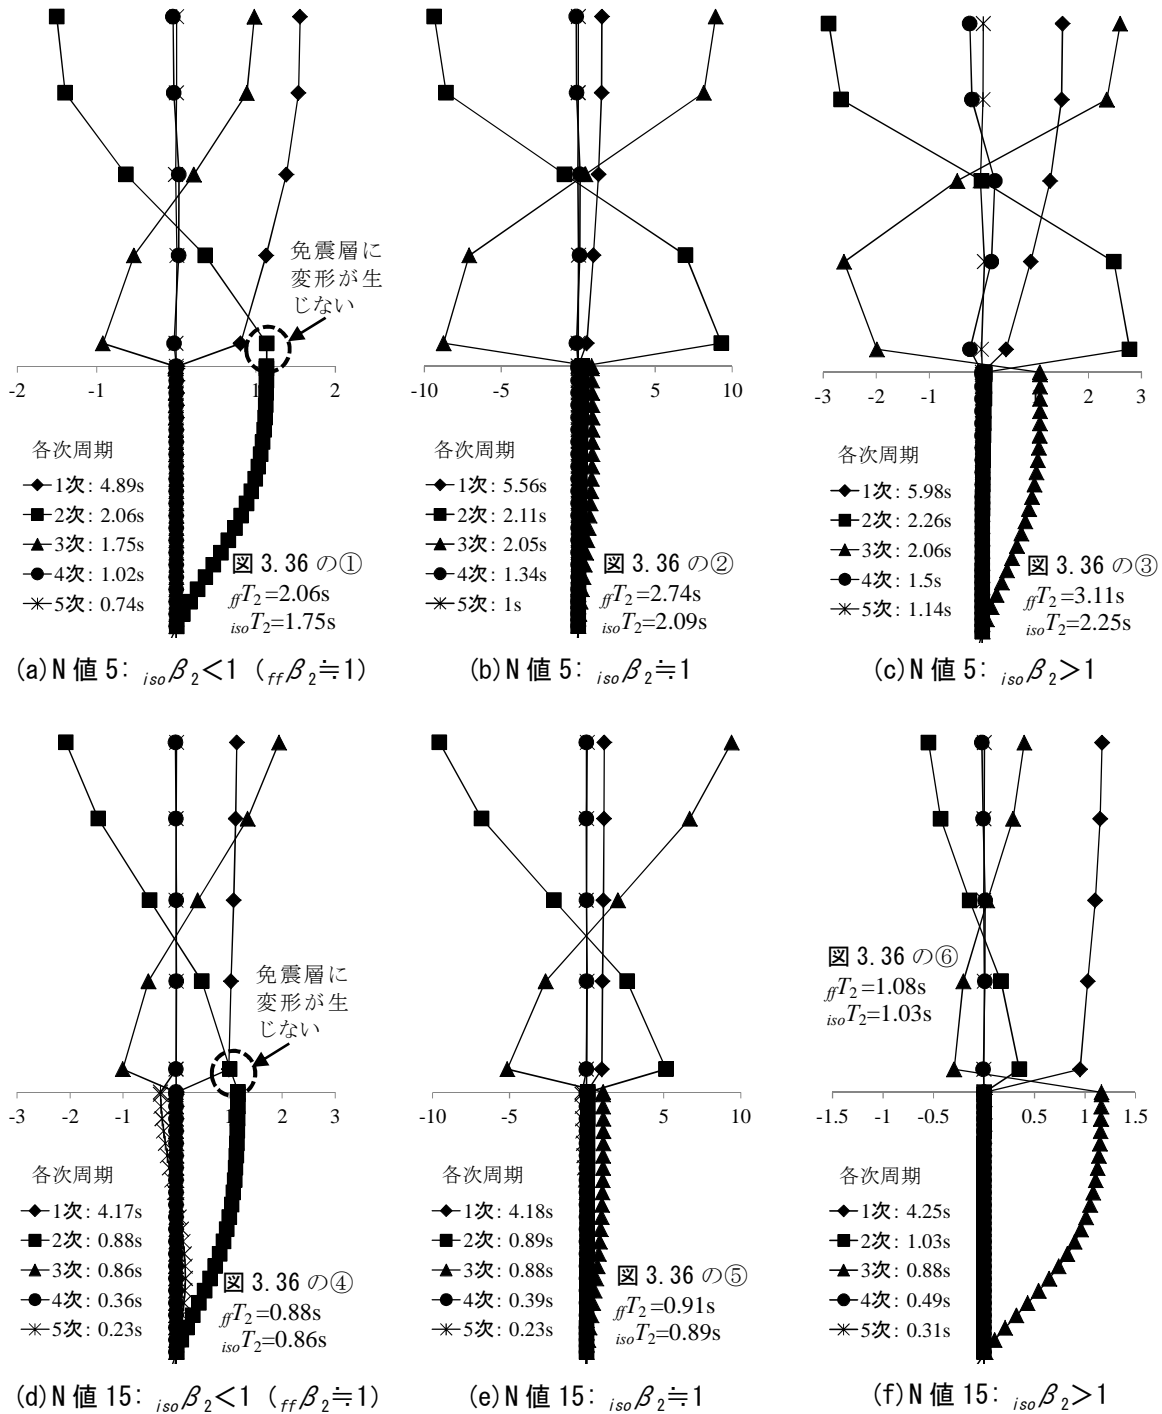 免震層に
変形が生
じない
-2 -1 1 2
各次周期
1次: 4.89s
2次: 2.06s
3次: 1.75s
4次: 1.02s
5次: 0.74s
図 3.36 の①
ffT2=2.06s
isoT2=1.75s
(a)N 値 5: isoβ2<1 (ffβ2≒1)
-10 -5 5 10
各次周期
1次: 5.56s
2次: 2.11s
3次: 2.05s
4次: 1.34s
5次: 1s
図 3.36 の②
ffT2=2.74s
isoT2=2.09s
(b)N 値 5: isoβ2≒1
-3 -2 -1 1 2 3
各次周期
1次: 5.98s
2次: 2.26s
3次: 2.06s
4次: 1.5s
5次: 1.14s
図 3.36 の③
ffT2=3.11s
isoT2=2.25s
(c)N 値 5: isoβ2>1
免震層に
変形が生
じない
-3 -2 -1 1 2 3
各次周期
1次: 4.17s
2次: 0.88s
3次: 0.86s
4次: 0.36s
5次: 0.23s
図 3.36 の④
ffT2=0.88s
isoT2=0.86s
(d)N 値 15: isoβ2<1 (ffβ2≒1)
-10 -5 5 10
各次周期
1次: 4.18s
2次: 0.89s
3次: 0.88s
4次: 0.39s
5次: 0.23s
図 3.36 の⑤
ffT2=0.91s
isoT2=0.89s
(e)N 値 15: isoβ2≒1
図 3.36 の⑥
ffT2=1.08s
isoT2=1.03s
-1.5 -1 -0.5 0.5 1 1.5
各次周期
1次: 4.25s
2次: 1.03s
3次: 0.88s
4次: 0.49s
5次: 0.31s
(f)N 値 15: isoβ2>1